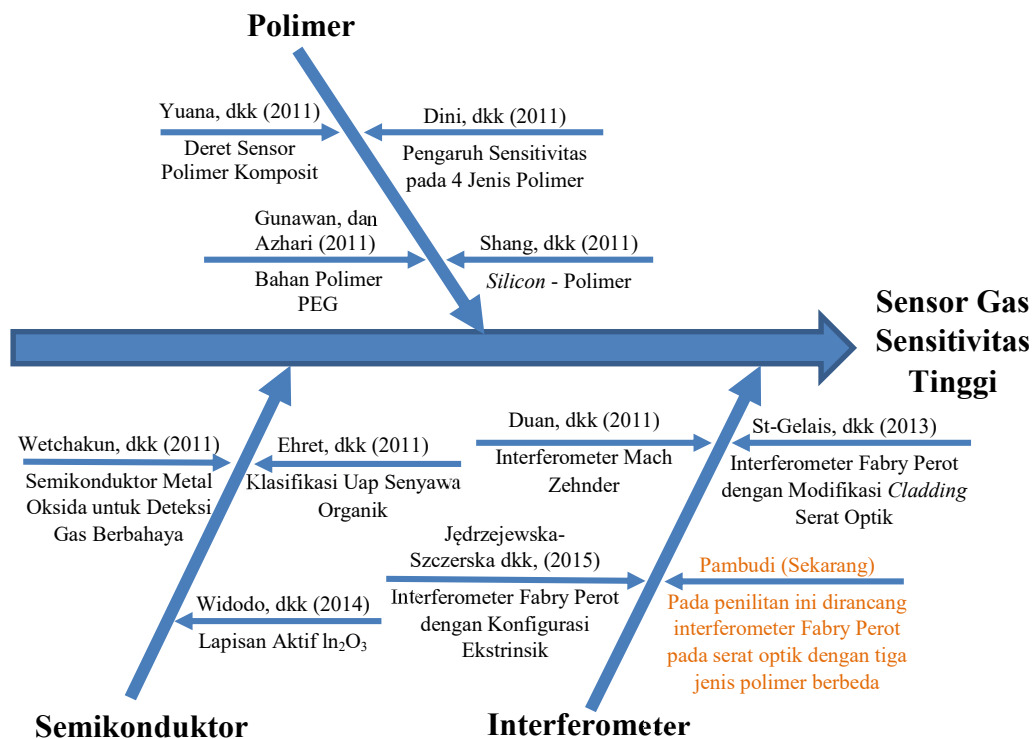 Polimer
Yuana, dkk (2011)
Deret Sensor
Polimer Komposit
Dini, dkk (2011)
Pengaruh Sensitivitas
pada 4 Jenis Polimer
Gunawan, dan
Azhari (2011)
Bahan Polimer
PEG
Shang, dkk (2011)
Silicon - Polimer
Sensor Gas
Sensitivitas
Tinggi
Wetchakun, dkk (2011)
Semikonduktor Metal
Oksida untuk Deteksi
Gas Berbahaya
Ehret, dkk (2011)
Klasifikasi Uap Senyawa
Organik
Widodo, dkk (2014)
Lapisan Aktif ln₂O₃
Semikonduktor
Duan, dkk (2011)
Interferometer Mach
Zehnder
St-Gelais, dkk (2013)
Interferometer Fabry Perot
dengan Modifikasi Cladding
Serat Optik
Jędrzejewska-
Szczerska dkk, (2015)
Interferometer Fabry Perot
dengan Konfigurasi
Ekstrinsik
Pambudi (Sekarang)
Pada penilitan ini dirancang
interferometer Fabry Perot
pada serat optik dengan tiga
jenis polimer berbeda
Interferometer